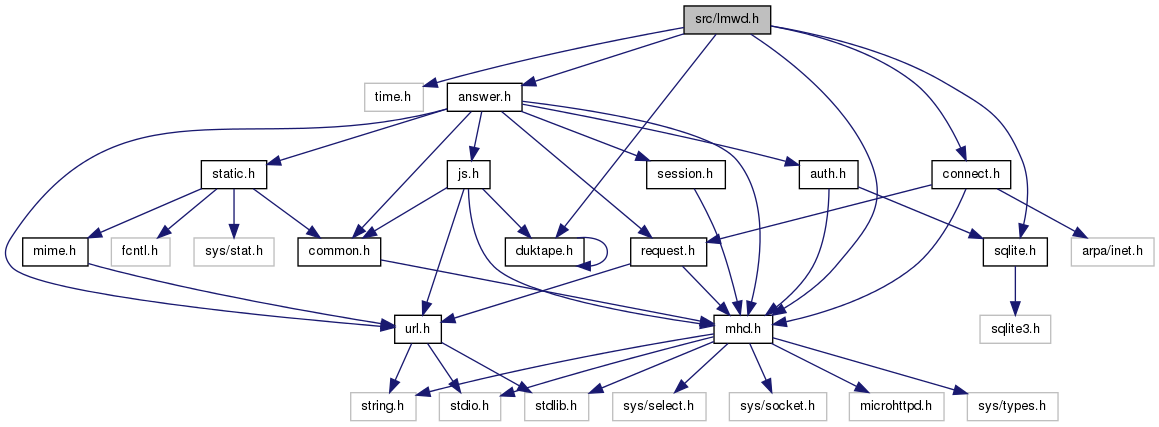 src/lmwd.h
time.h
answer.h
static.h
js.h
session.h
auth.h
connect.h
mime.h
fcntl.h
sys/stat.h
common.h
duktape.h
request.h
sqlite.h
arpa/inet.h
url.h
mhd.h
sqlite3.h
string.h
stdio.h
stdlib.h
sys/select.h
sys/socket.h
microhttpd.h
sys/types.h